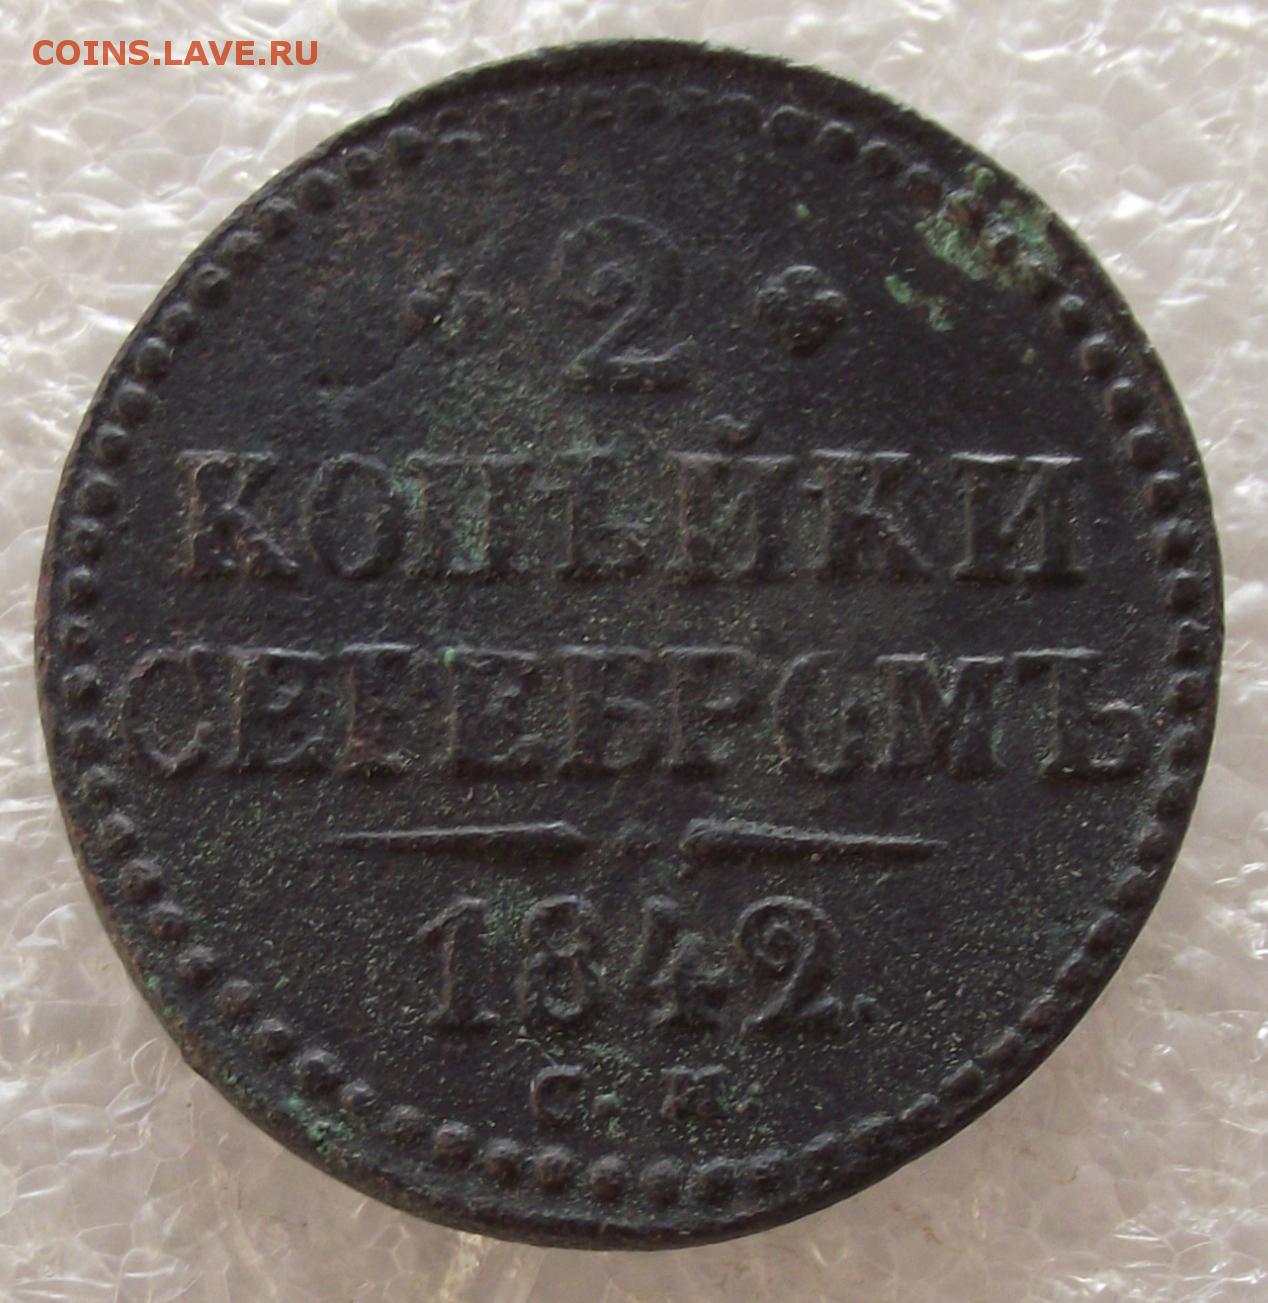 COINS.LAVE.RU
2
КОПѢЙКИ
СЕРЕБРОМЪ
1842.
С. М.